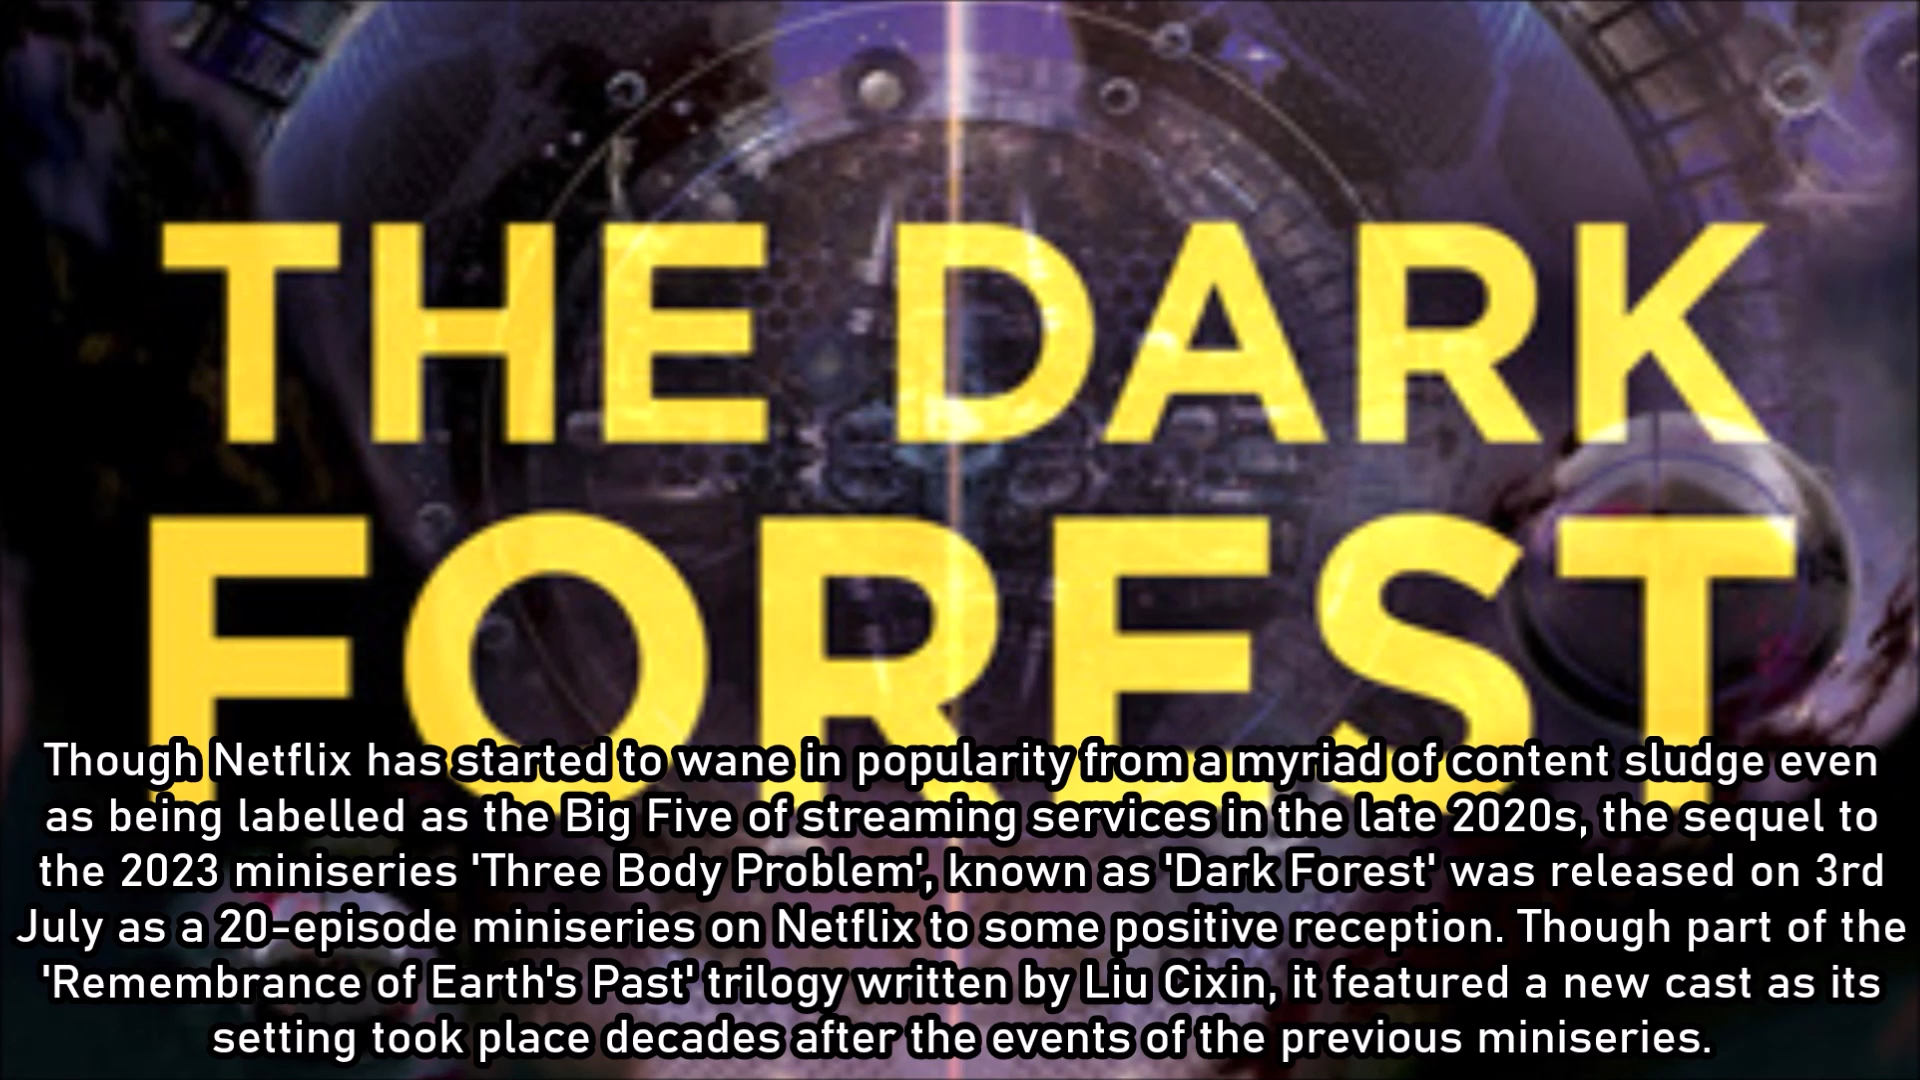 THE DARK
FOREST
Though Netflix has started to wane in popularity from a myriad of content sludge even
as being labelled as the Big Five of streaming services in the late 2020s, the sequel to
the 2023 miniseries 'Three Body Problem', known as 'Dark Forest' was released on 3rd
July as a 20-episode miniseries on Netflix to some positive reception. Though part of the
'Remembrance of Earth's Past' trilogy written by Liu Cixin, it featured a new cast as its
setting took place decades after the events of the previous miniseries.